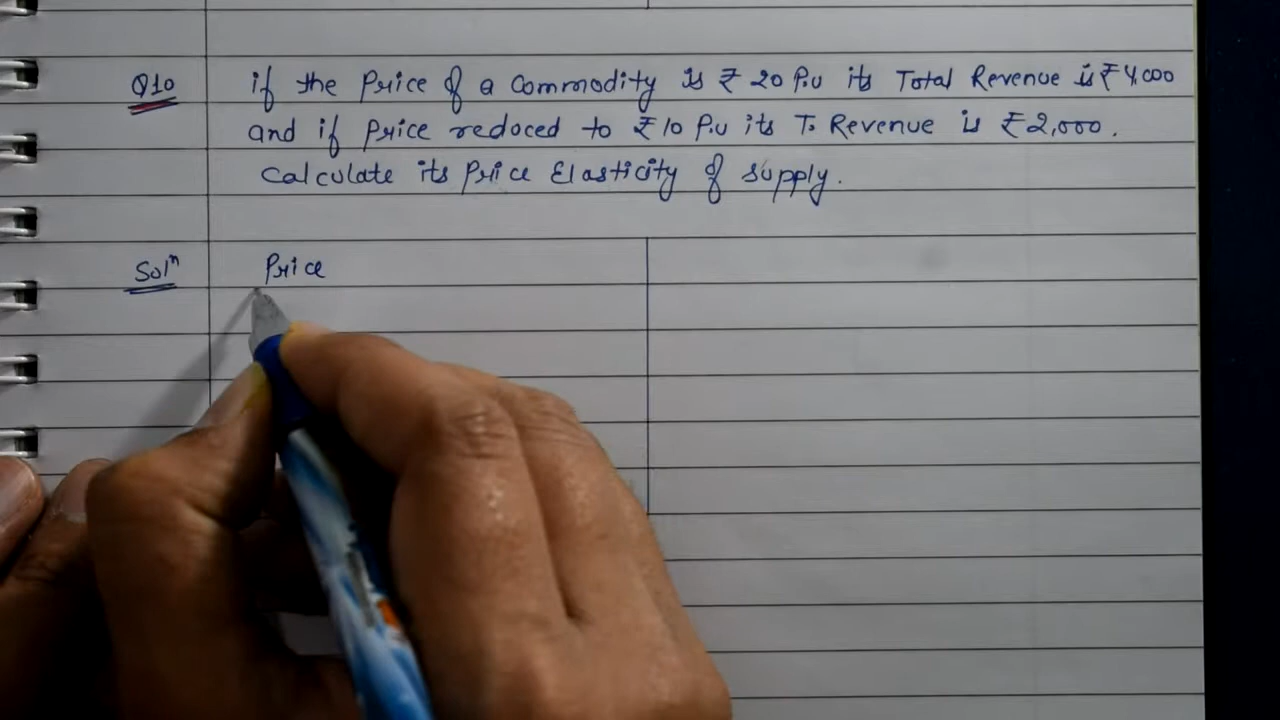 Q10 if the Price of a Commodity is ₹ 20 P.u its Total Revenue is ₹ 4,000
and if Price reduced to ₹10 P.u its T. Revenue is ₹2,000.
Calculate its Price Elasticity of supply.
Solⁿ Price